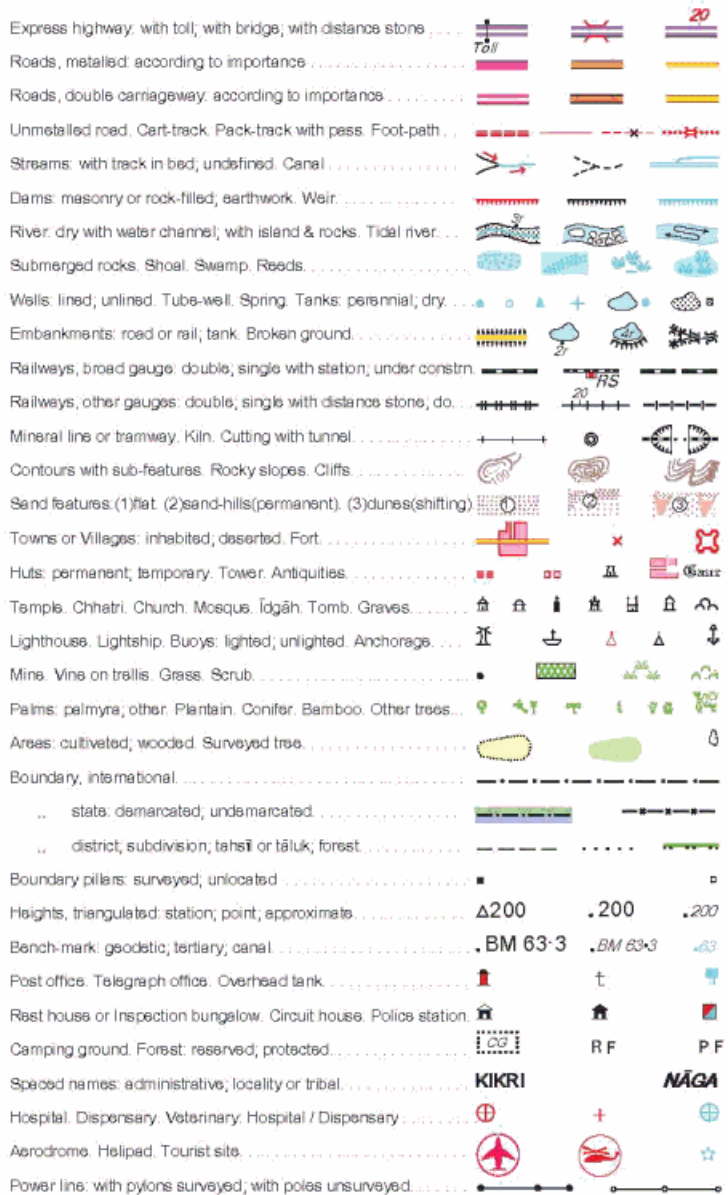 20
Express highway: with toll; with bridge; with distance stone
Toll
Roads, metalled: according to importance
Roads, double carriageway: according to importance
Unmetalled road. Cart-track. Pack-track with pass. Foot-path
Streams: with track in bed; undefined. Canal
Dams: masonry or rock-filled; earthwork. Weir.
River: dry with water channel; with island & rocks. Tidal river.
Submerged rocks. Shoal. Swamp. Reeds.
Wells: lined; unlined. Tube-well. Spring. Tanks: perennial; dry.
Embankments: road or rail; tank. Broken ground.
2r
Railways, broad gauge: double; single with station; under constrn.
RS
20
Railways, other gauges: double; single with distance stone; do.
Mineral line or tramway. Kiln. Cutting with tunnel.
Contours with sub-features. Rocky slopes. Cliffs.
100
Sand features:(1)flat. (2)sand-hills(permanent). (3)dunes(shifting)
1 2 3
Towns or Villages: inhabited; deserted. Fort.
Huts: permanent; temporary. Tower. Antiquities.
Temple. Chhatri. Church. Mosque. Īdgāh. Tomb. Graves.
Lighthouse. Lightship. Buoys: lighted; unlighted. Anchorage.
Mine. Vine on trellis. Grass. Scrub.
Palms: palmyra; other. Plantain. Conifer. Bamboo. Other trees.
Areas: cultivated; wooded. Surveyed tree.
Boundary, international.
,, state: demarcated; undemarcated.
,, district; subdivision; tahsīl or tāluk; forest.
Boundary pillars: surveyed; unlocated
Heights, triangulated: station; point; approximate. △200 .200 .200
Bench-mark: geodetic; tertiary; canal. .BM 63·3 .BM 63·3 .63
Post office. Telegraph office. Overhead tank. t
Rest house or Inspection bungalow. Circuit house. Police station.
Camping ground. Forest: reserved; protected. CG RF PF
Spaced names: administrative; locality or tribal. KIKRI NĀGA
Hospital. Dispensary. Veterinary: Hospital / Dispensary
Aerodrome. Helipad. Tourist site.
Power line: with pylons surveyed; with poles unsurveyed.